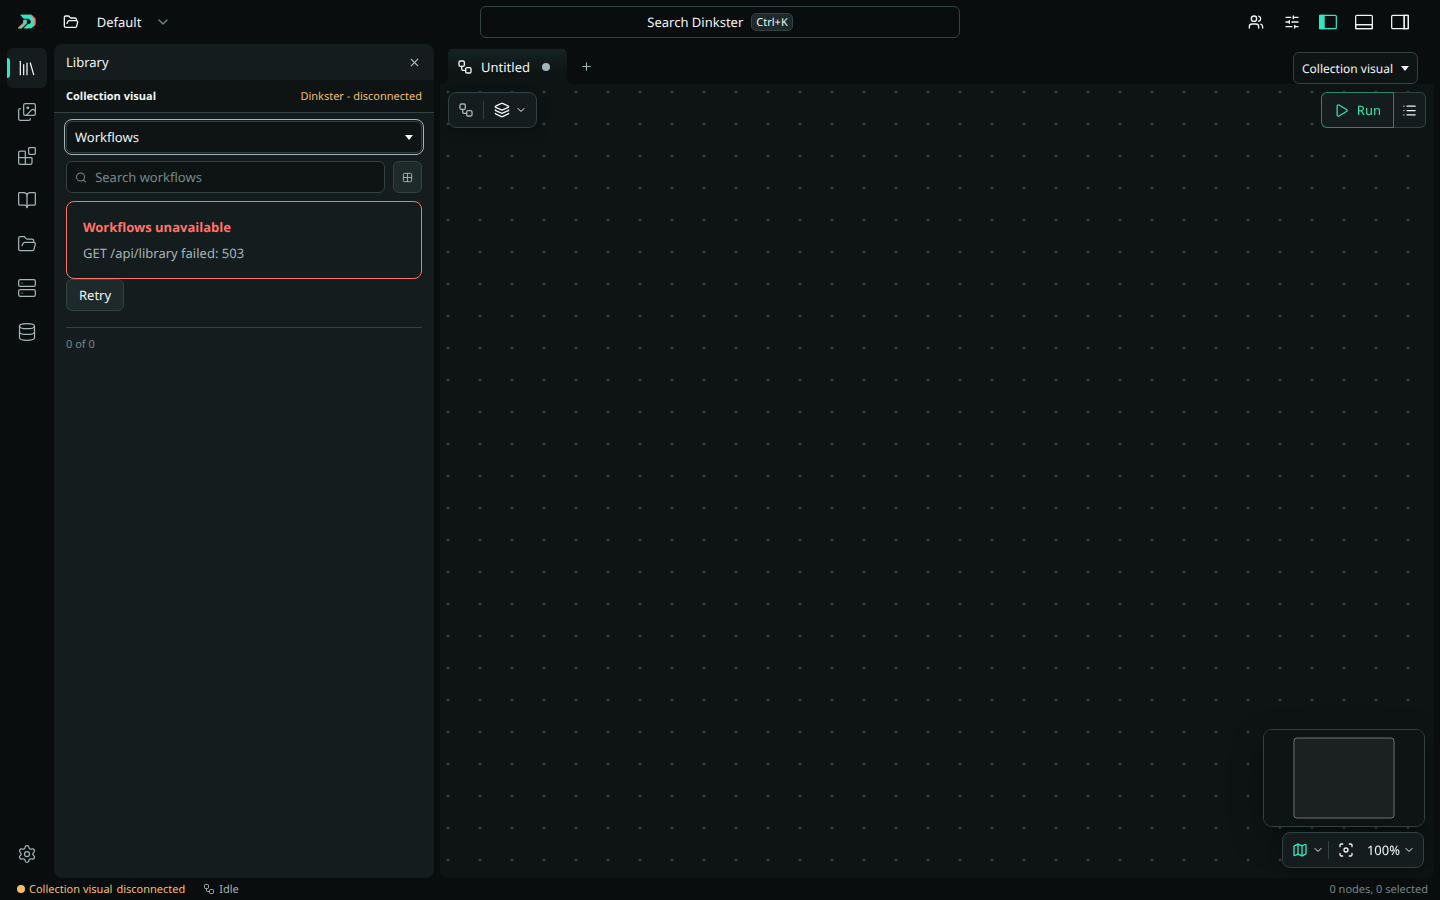 Default
Search Dinkster Ctrl+K
Library
Untitled
Collection visual
Collection visual
Dinkster - disconnected
Workflows
Run
Search workflows
Workflows unavailable
GET /api/library failed: 503
Retry
0 of 0
100%
Collection visual disconnected
Idle
0 nodes, 0 selected